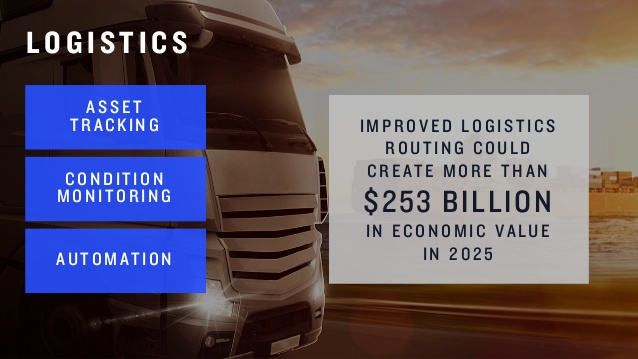 LOGISTICS
ASSET
TRACKING
CONDITION
MONITORING
AUTOMATION
IMPROVED LOGISTICS
ROUTING COULD
CREATE MORE THAN
$253 BILLION
IN ECONOMIC VALUE
IN 2025